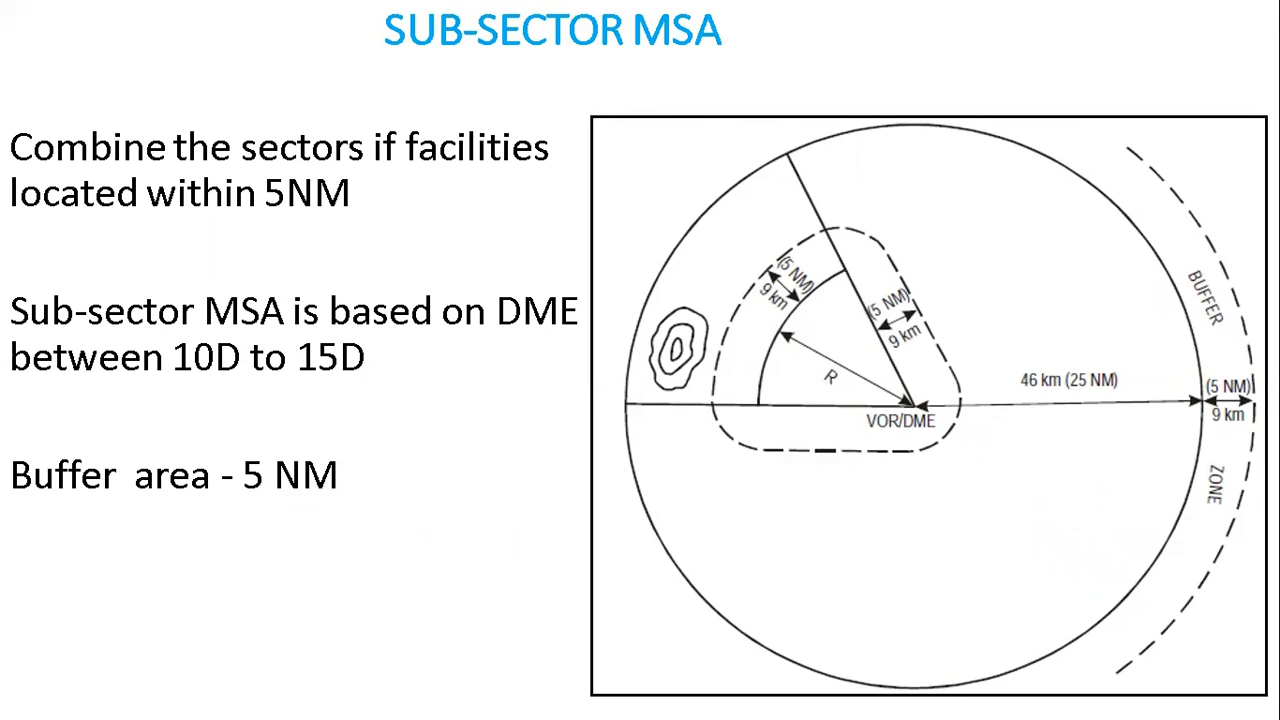 SUB-SECTOR MSA
Combine the sectors if facilities
located within 5NM
Sub-sector MSA is based on DME
between 10D to 15D
Buffer area - 5 NM
(5 NM)
9 km
(5 NM)
9 km
R
VOR/DME
46 km (25 NM)
(5 NM)
9 km
BUFFER
ZONE